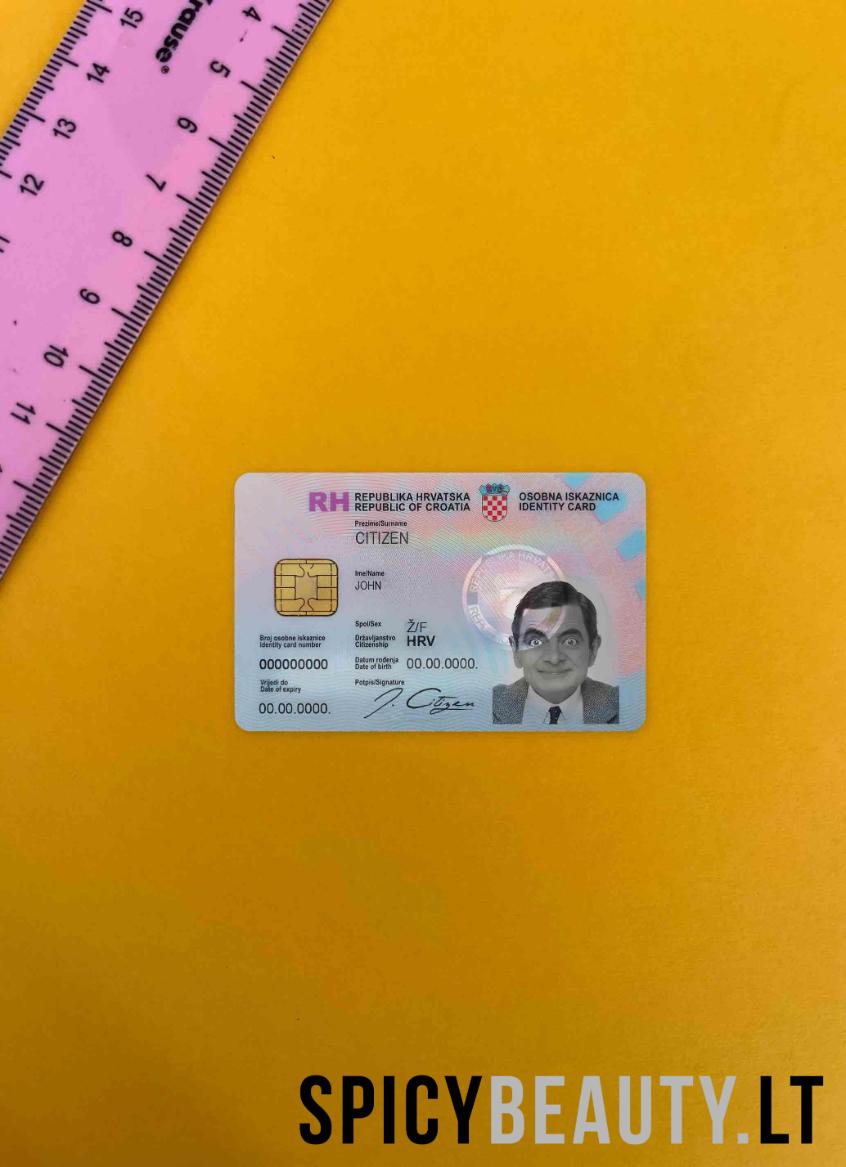 15 14 13 12
rause®
4 5 6 7 8 9 10 11
RH REPUBLIKA HRVATSKA
REPUBLIC OF CROATIA
OSOBNA ISKAZNICA
IDENTITY CARD
Prezime/Surname
CITIZEN
Ime/Name
JOHN
Spol/Sex Ž/F
Državljanstvo
Citizenship HRV
Datum rođenja
Date of birth 00.00.0000.
Potpis/Signature
J. Citizen
Broj osobne iskaznice
Identity card number
000000000
Vrijedi do
Date of expiry
00.00.0000.
SPICYBEAUTY.LT